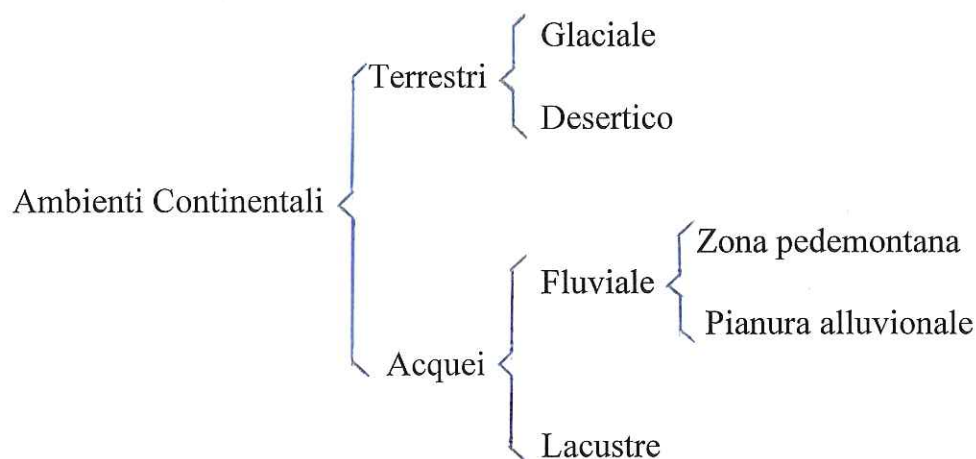 Glaciale
Terrestri
Desertico
Ambienti Continentali
Zona pedemontana
Fluviale
Pianura alluvionale
Acquei
Lacustre